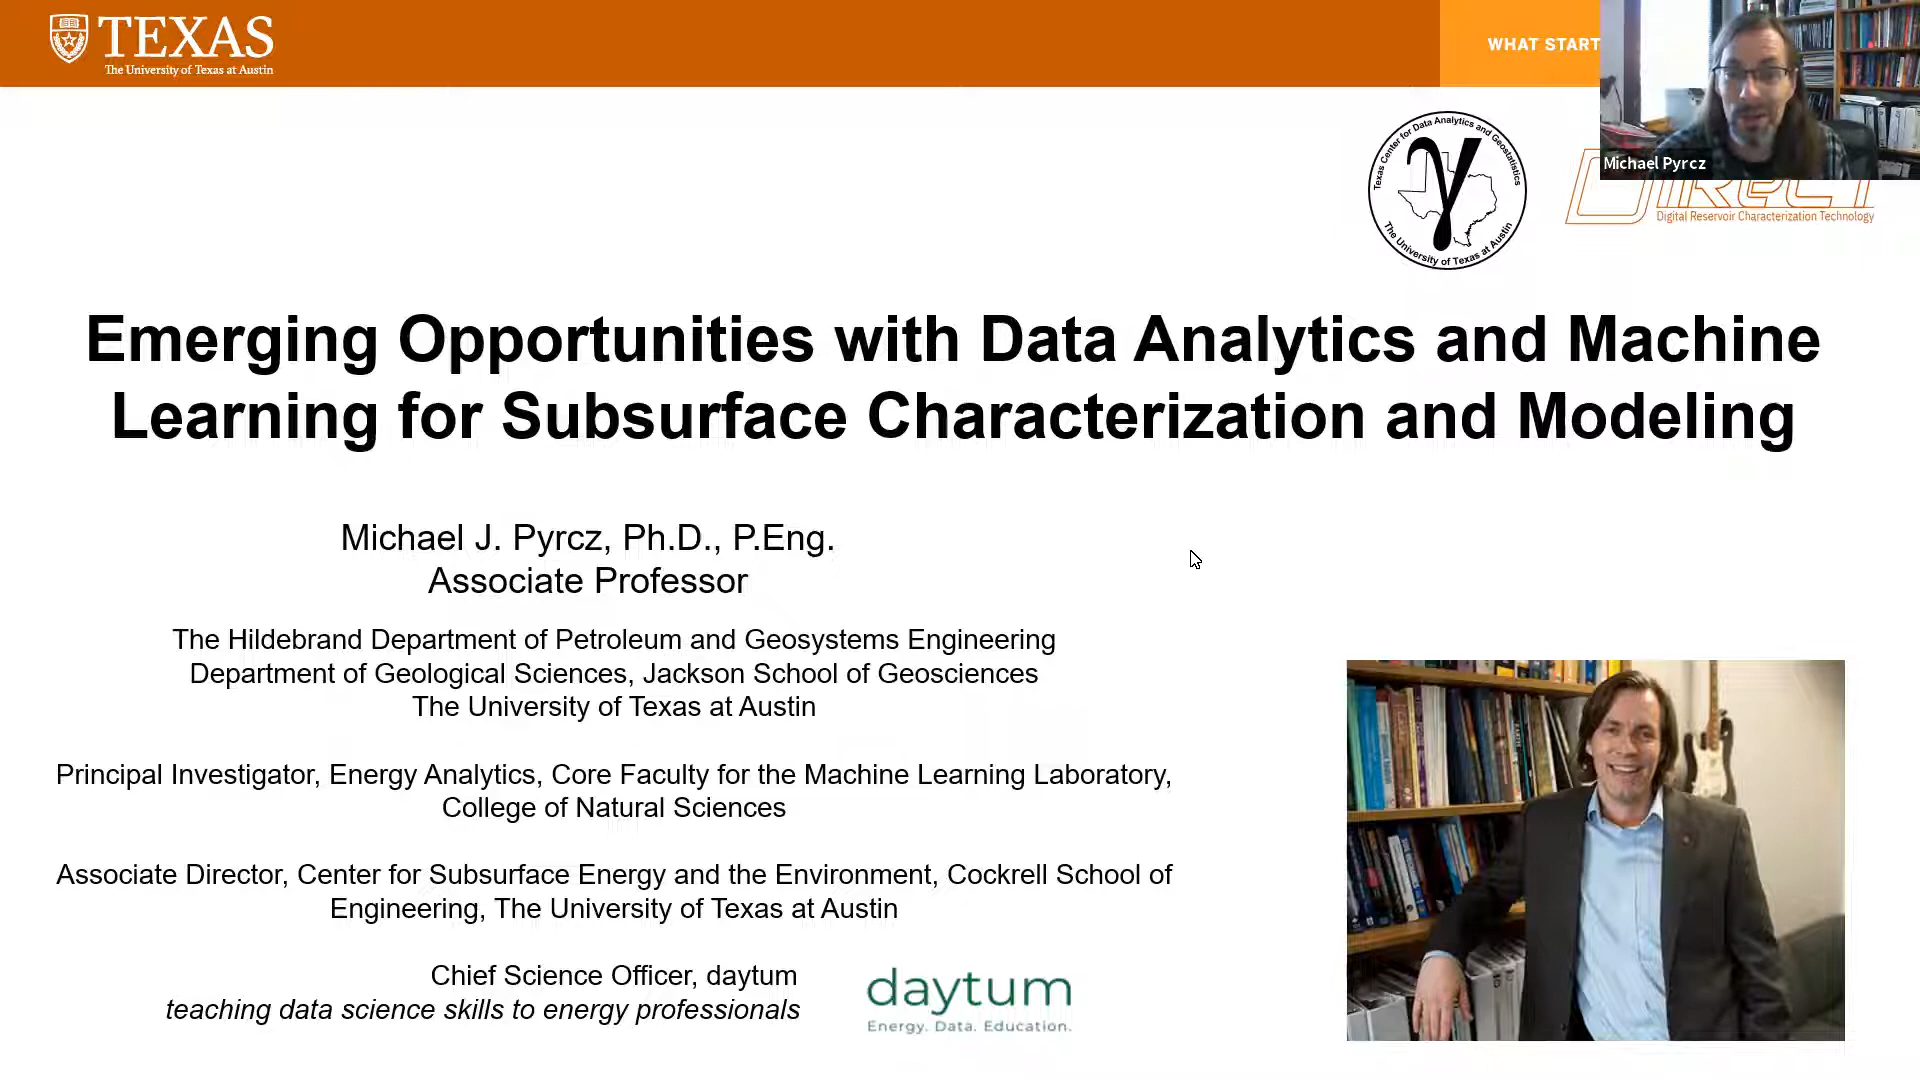 TEXAS
The University of Texas at Austin
WHAT START
Michael Pyrcz
Texas Center for Data Analytics and Geostatistics
γ
The University of Texas at Austin
DIReCT
Digital Reservoir Characterization Technology
Emerging Opportunities with Data Analytics and Machine
Learning for Subsurface Characterization and Modeling
Michael J. Pyrcz, Ph.D., P.Eng.
Associate Professor
The Hildebrand Department of Petroleum and Geosystems Engineering
Department of Geological Sciences, Jackson School of Geosciences
The University of Texas at Austin
Principal Investigator, Energy Analytics, Core Faculty for the Machine Learning Laboratory,
College of Natural Sciences
Associate Director, Center for Subsurface Energy and the Environment, Cockrell School of
Engineering, The University of Texas at Austin
Chief Science Officer, daytum
teaching data science skills to energy professionals
daytum
Energy. Data. Education.